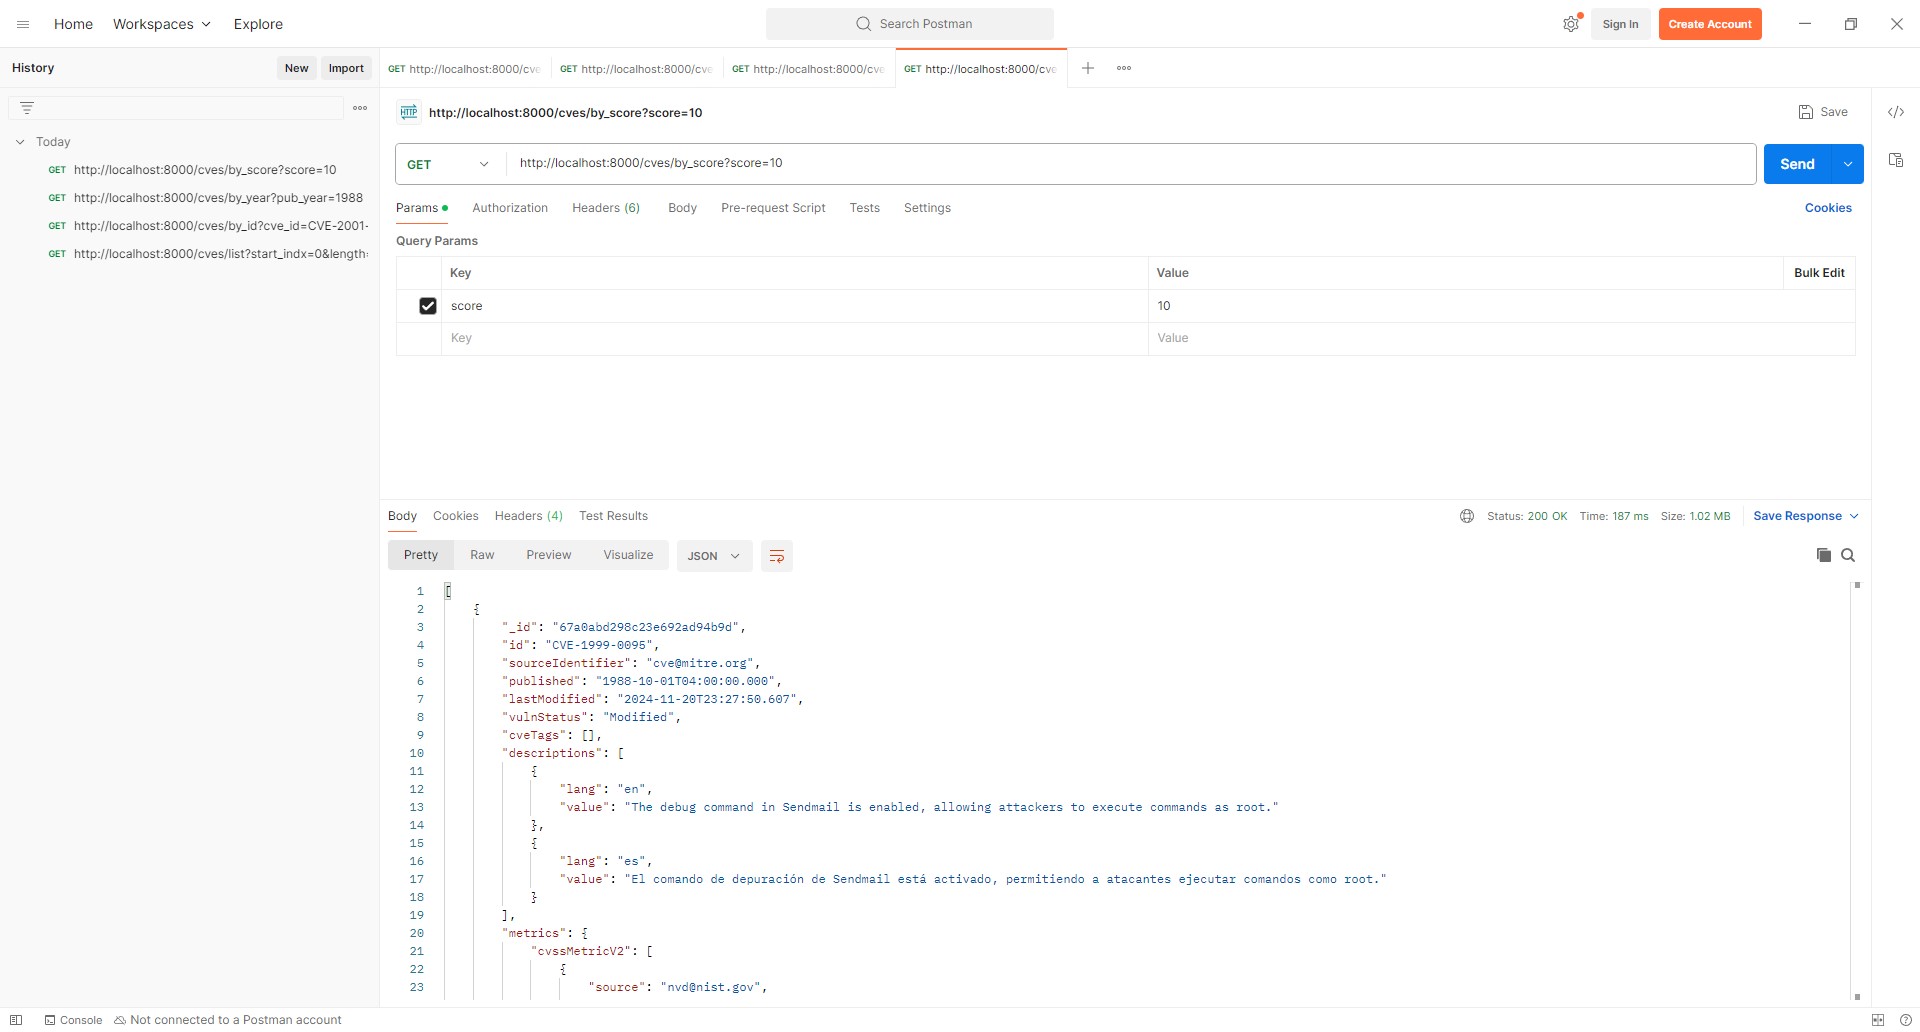 Home Workspaces Explore Search Postman Sign In Create Account
History New Import
GET http://localhost:8000/cve GET http://localhost:8000/cve GET http://localhost:8000/cve GET http://localhost:8000/cve
Today
GET http://localhost:8000/cves/by_score?score=10
GET http://localhost:8000/cves/by_year?pub_year=1988
GET http://localhost:8000/cves/by_id?cve_id=CVE-2001-
GET http://localhost:8000/cves/list?start_indx=0&length=
HTTP http://localhost:8000/cves/by_score?score=10 Save
GET http://localhost:8000/cves/by_score?score=10 Send
Params Authorization Headers (6) Body Pre-request Script Tests Settings Cookies
Query Params
Key Value Bulk Edit
score 10
Key Value
Body Cookies Headers (4) Test Results Status: 200 OK Time: 187 ms Size: 1.02 MB Save Response
Pretty Raw Preview Visualize JSON
1 [
2 {
3 "_id": "67a0abd298c23e692ad94b9d",
4 "id": "CVE-1999-0095",
5 "sourceIdentifier": "cve@mitre.org",
6 "published": "1988-10-01T04:00:00.000",
7 "lastModified": "2024-11-20T23:27:50.607",
8 "vulnStatus": "Modified",
9 "cveTags": [],
10 "descriptions": [
11 {
12 "lang": "en",
13 "value": "The debug command in Sendmail is enabled, allowing attackers to execute commands as root."
14 },
15 {
16 "lang": "es",
17 "value": "El comando de depuración de Sendmail está activado, permitiendo a atacantes ejecutar comandos como root."
18 }
19 ],
20 "metrics": {
21 "cvssMetricV2": [
22 {
23 "source": "nvd@nist.gov",
Console Not connected to a Postman account